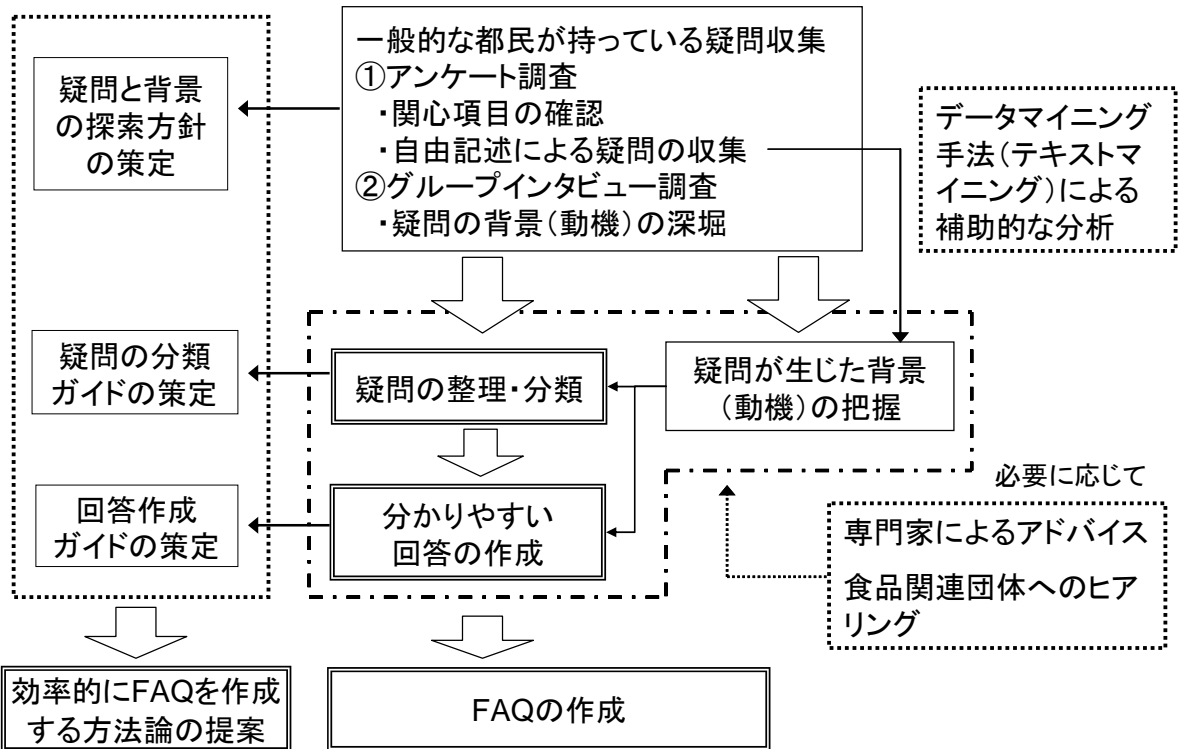 一般的な都民が持っている疑問収集
①アンケート調査
・関心項目の確認
・自由記述による疑問の収集
②グループインタビュー調査
・疑問の背景(動機)の深堀
疑問と背景
の探索方針
の策定
データマイニング
手法(テキストマ
イニング)による
補助的な分析
疑問の分類
ガイドの策定
疑問の整理・分類
疑問が生じた背景
(動機)の把握
回答作成
ガイドの策定
分かりやすい
回答の作成
必要に応じて
専門家によるアドバイス
食品関連団体へのヒア
リング
効率的にFAQを作成
する方法論の提案
FAQの作成